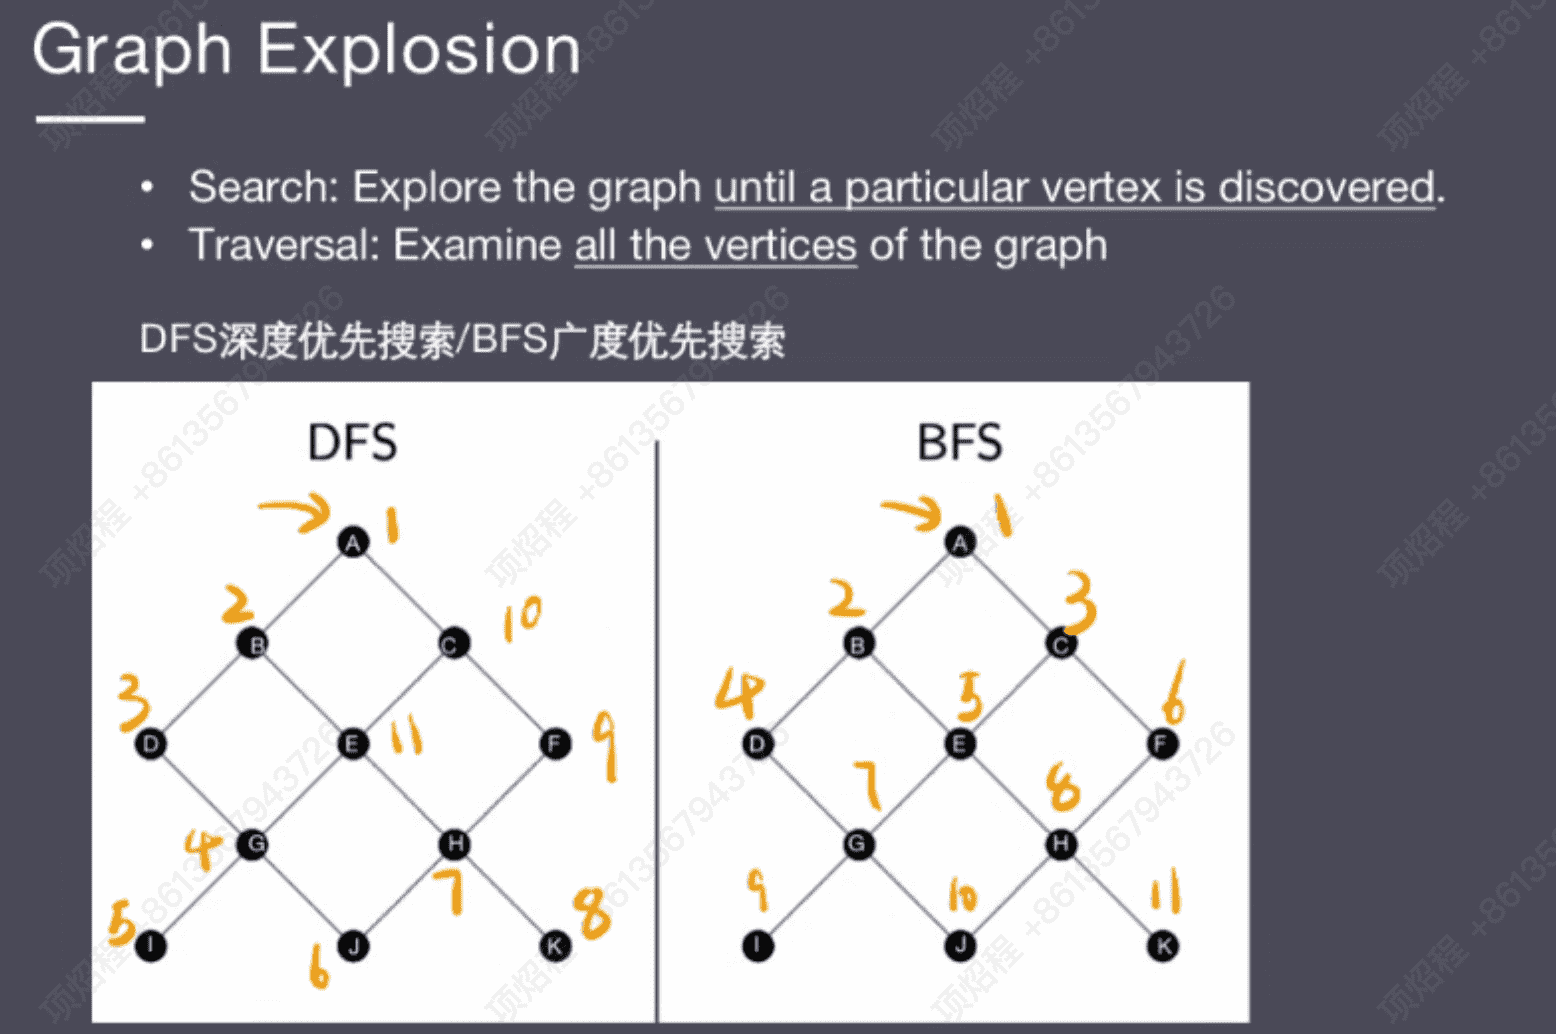 Graph Explosion
• Search: Explore the graph until a particular vertex is discovered.
• Traversal: Examine all the vertices of the graph
DFS深度优先搜索/BFS广度优先搜索
DFS
A 1
2 10
B C
3
D E 11 F 9
4 G H
7
5 8
I J K
6
BFS
A 1
2 3
B C
4 5 6
D E F
7 8
G H
9 10 11
I J K
项焰程 +8613567943726